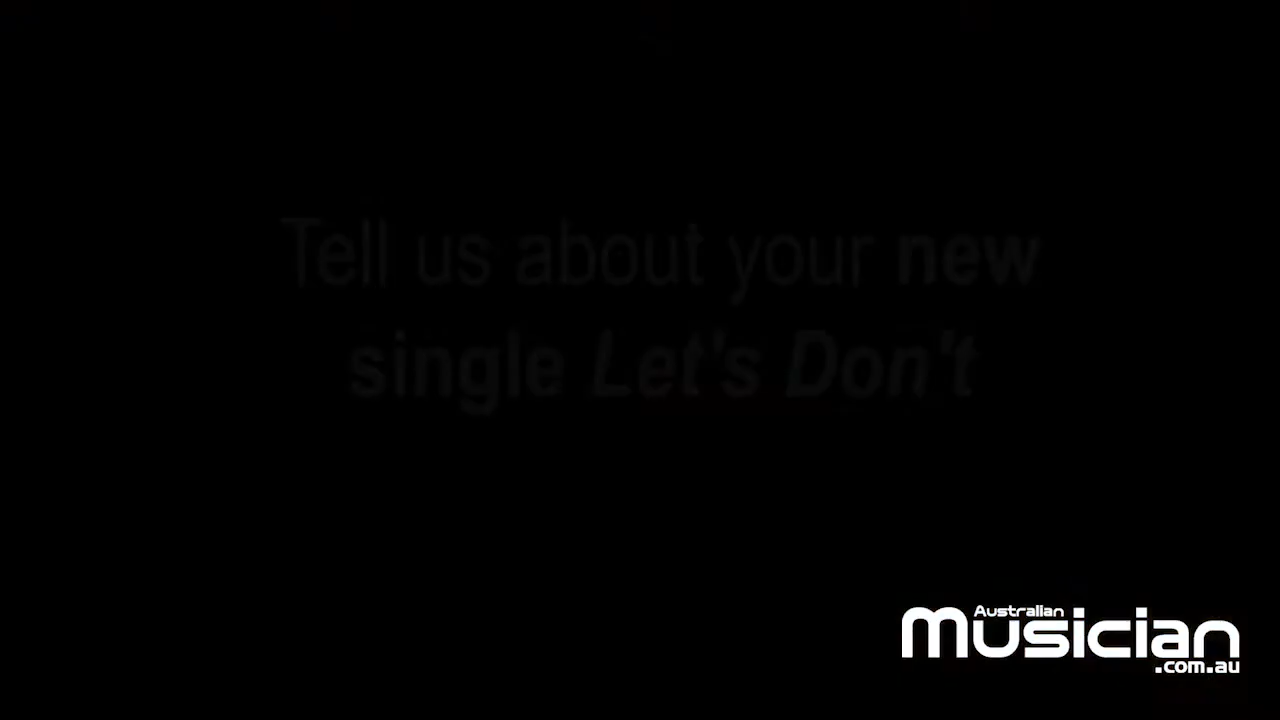 Tell us about your new
single Let's Don't
Australian
musician
.com.au